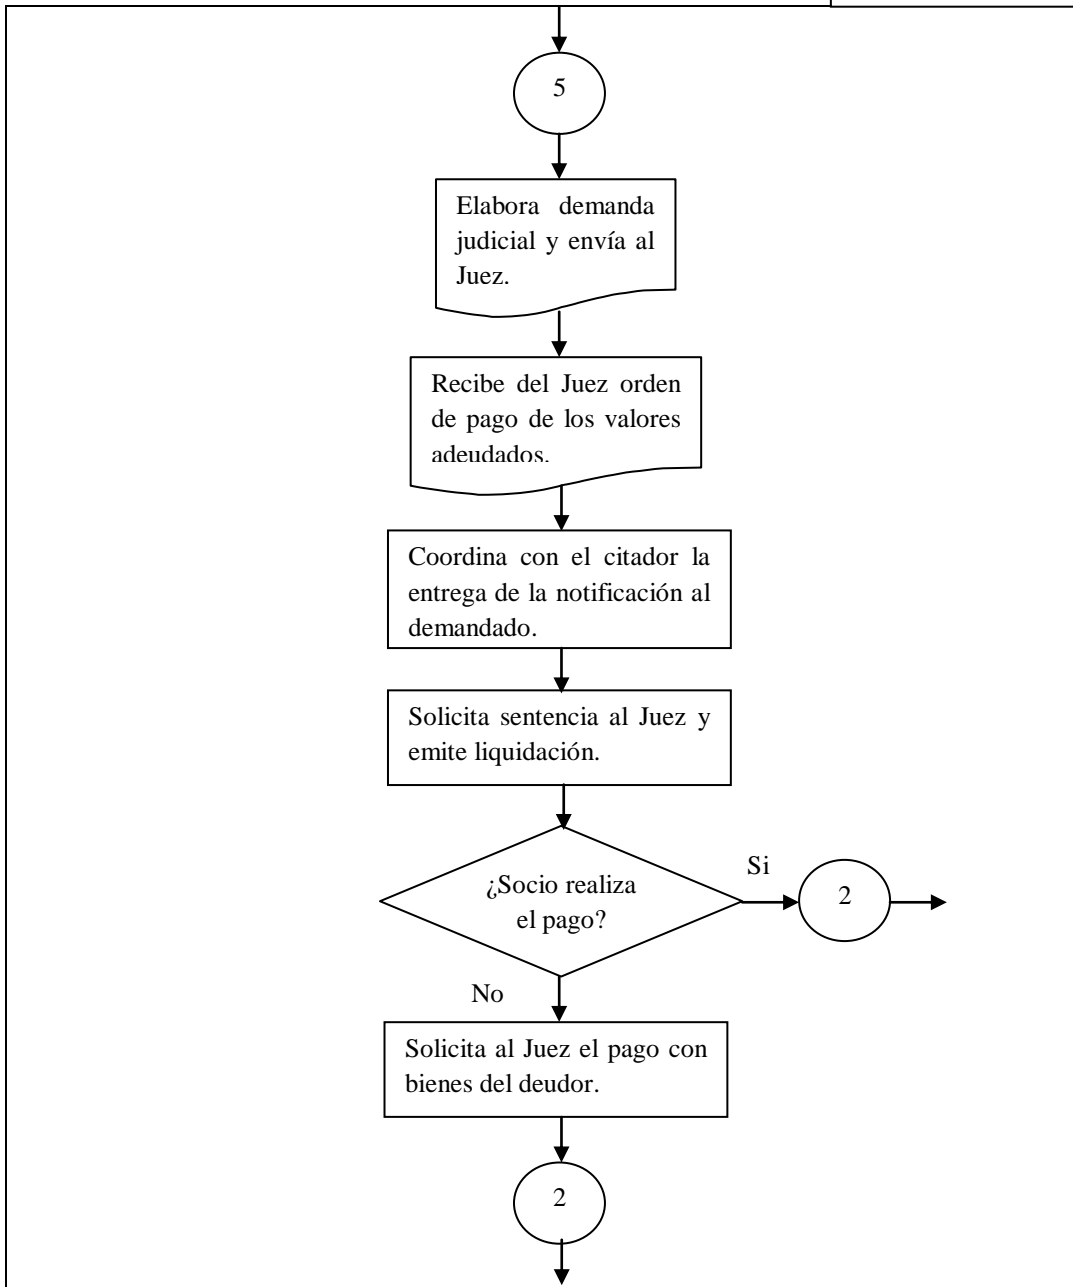 5
Elabora demanda
judicial y envía al
Juez.
Recibe del Juez orden
de pago de los valores
adeudados.
Coordina con el citador la
entrega de la notificación al
demandado.
Solicita sentencia al Juez y
emite liquidación.
¿Socio realiza
el pago?
Si
2
No
Solicita al Juez el pago con
bienes del deudor.
2